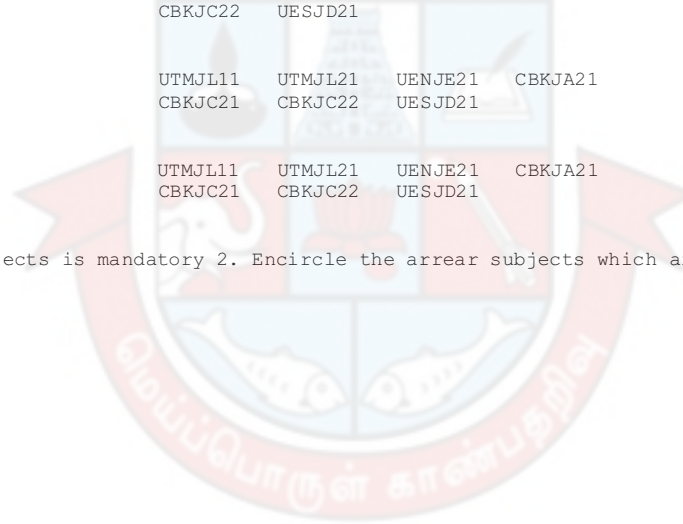 CBKJC22 UESJD21
UTMJL11 UTMJL21 UENJE21 CBKJA21
CBKJC21 CBKJC22 UESJD21
UTMJL11 UTMJL21 UENJE21 CBKJA21
CBKJC21 CBKJC22 UESJD21
ects is mandatory 2. Encircle the arrear subjects which a
மெய்ப்பொருள் காண்பதறிவு